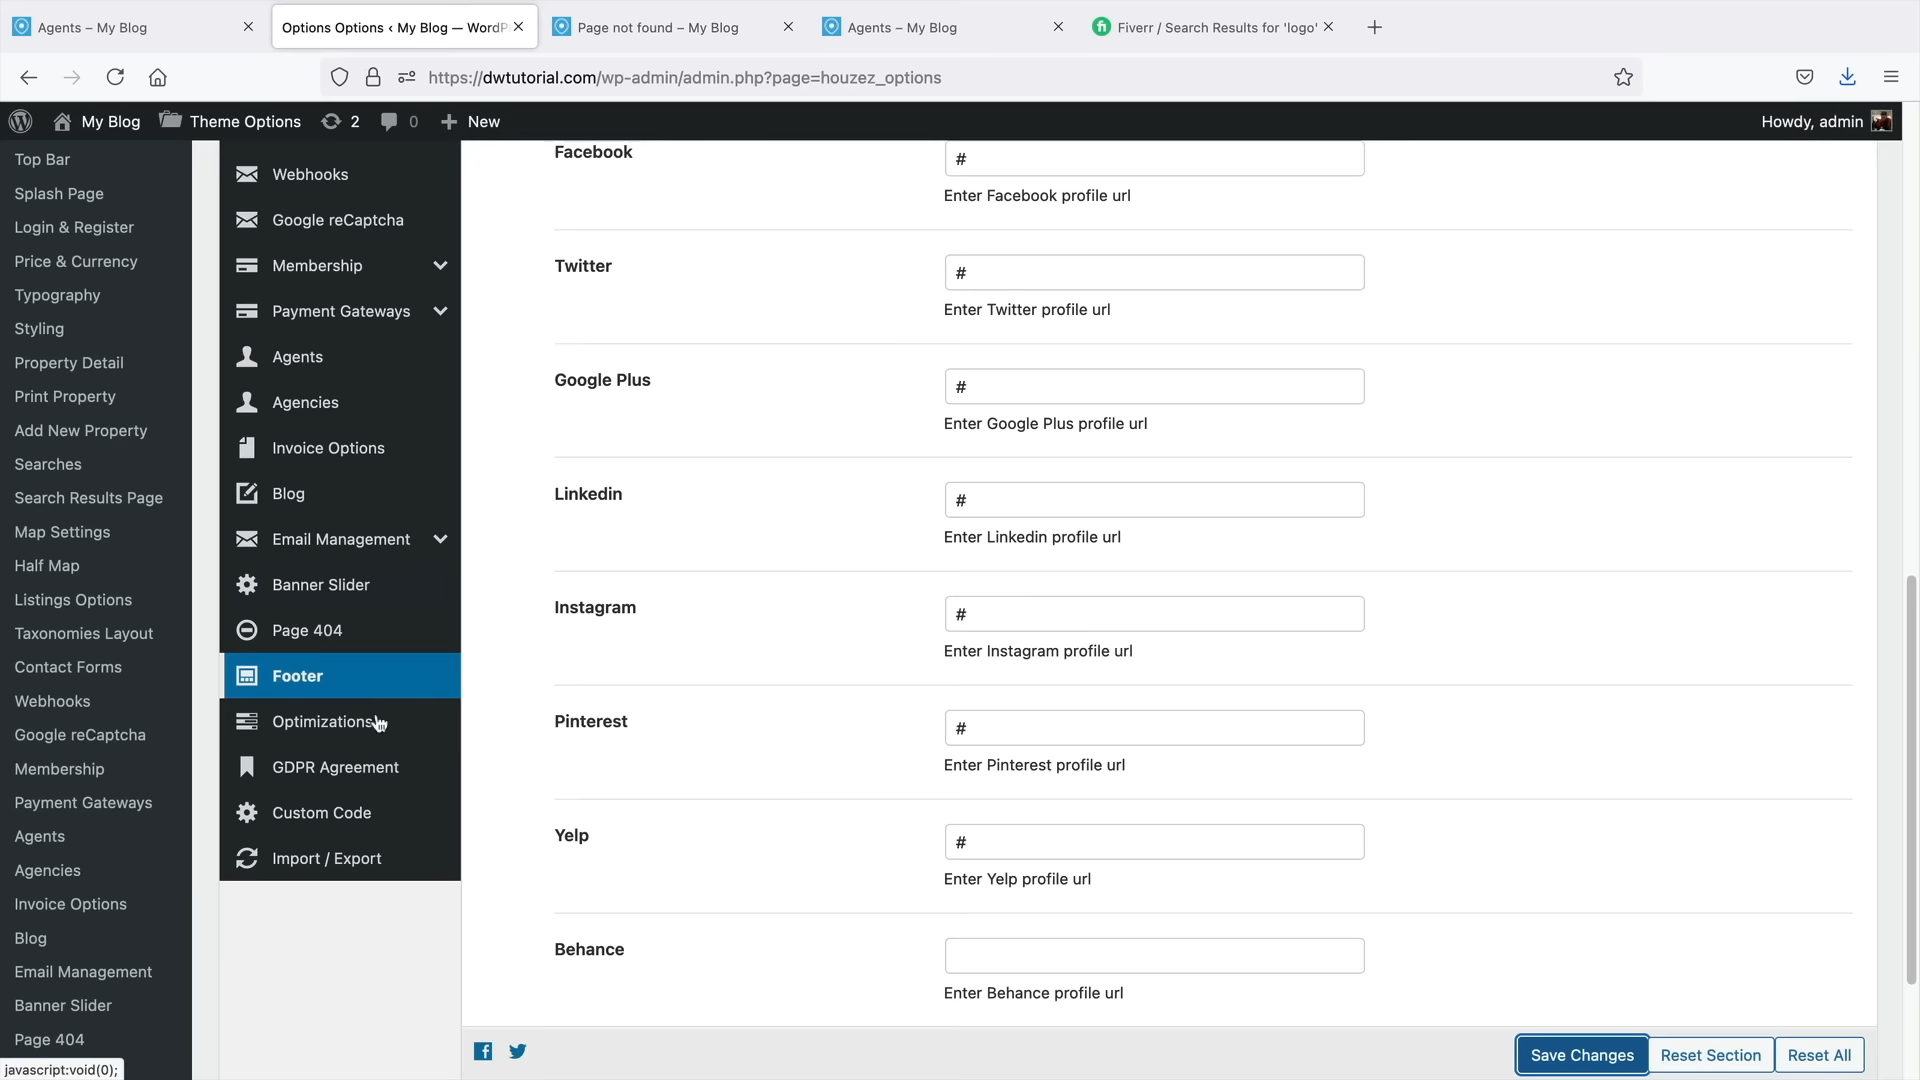 Agents – My Blog
Options Options ‹ My Blog — WordP
Page not found – My Blog
Agents – My Blog
Fiverr / Search Results for 'logo'
https://dwtutorial.com/wp-admin/admin.php?page=houzez_options
My Blog
Theme Options
2
0
New
Howdy, admin
Top Bar
Splash Page
Login & Register
Price & Currency
Typography
Styling
Property Detail
Print Property
Add New Property
Searches
Search Results Page
Map Settings
Half Map
Listings Options
Taxonomies Layout
Contact Forms
Webhooks
Google reCaptcha
Membership
Payment Gateways
Agents
Agencies
Invoice Options
Blog
Email Management
Banner Slider
Page 404
javascript:void(0);
Webhooks
Google reCaptcha
Membership
Payment Gateways
Agents
Agencies
Invoice Options
Blog
Email Management
Banner Slider
Page 404
Footer
Optimizations
GDPR Agreement
Custom Code
Import / Export
Facebook
#
Enter Facebook profile url
Twitter
#
Enter Twitter profile url
Google Plus
#
Enter Google Plus profile url
Linkedin
#
Enter Linkedin profile url
Instagram
#
Enter Instagram profile url
Pinterest
#
Enter Pinterest profile url
Yelp
#
Enter Yelp profile url
Behance
Enter Behance profile url
Save Changes
Reset Section
Reset All